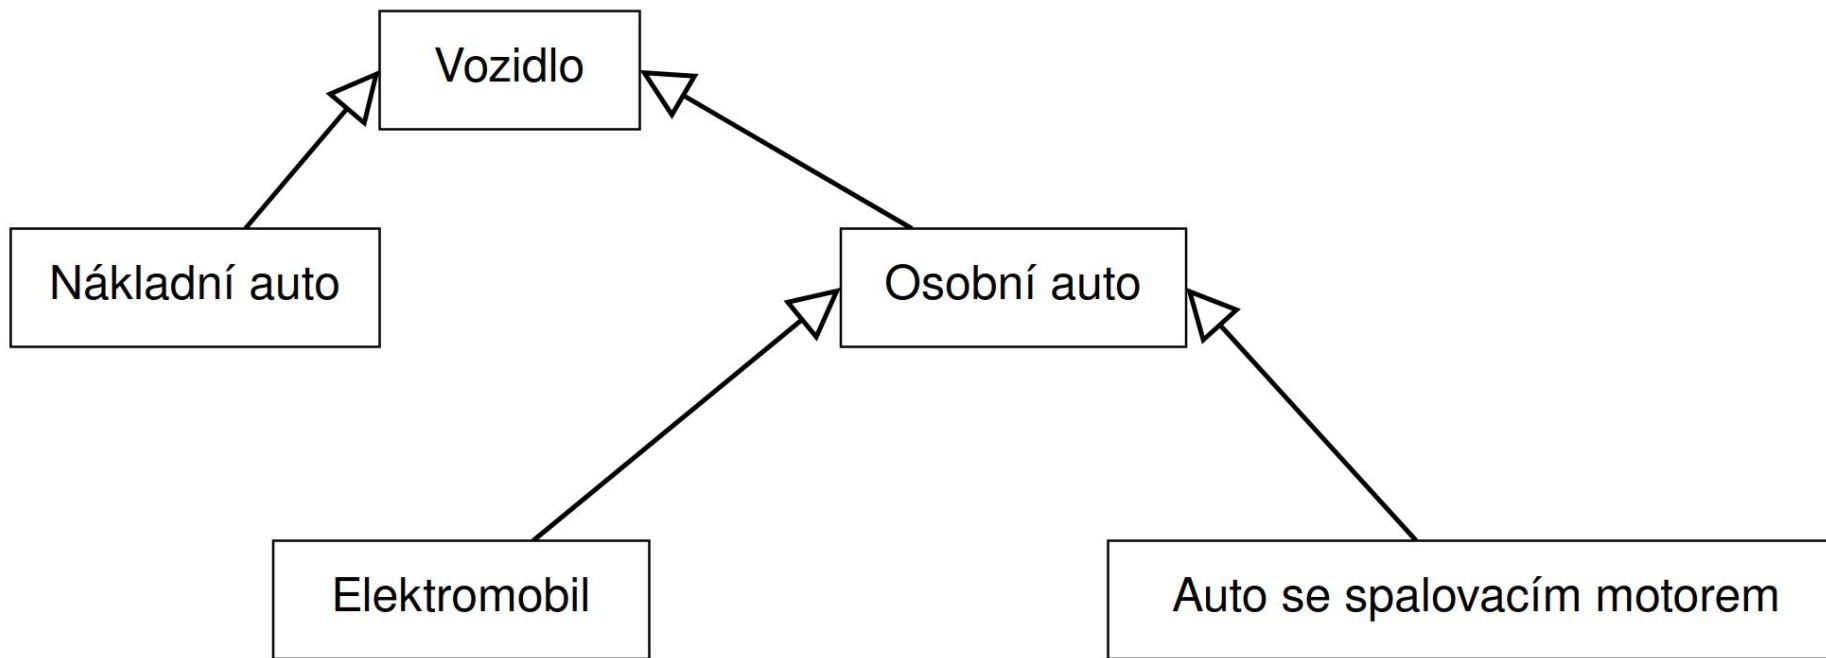 Vozidlo
Nákladní auto
Osobní auto
Elektromobil
Auto se spalovacím motorem